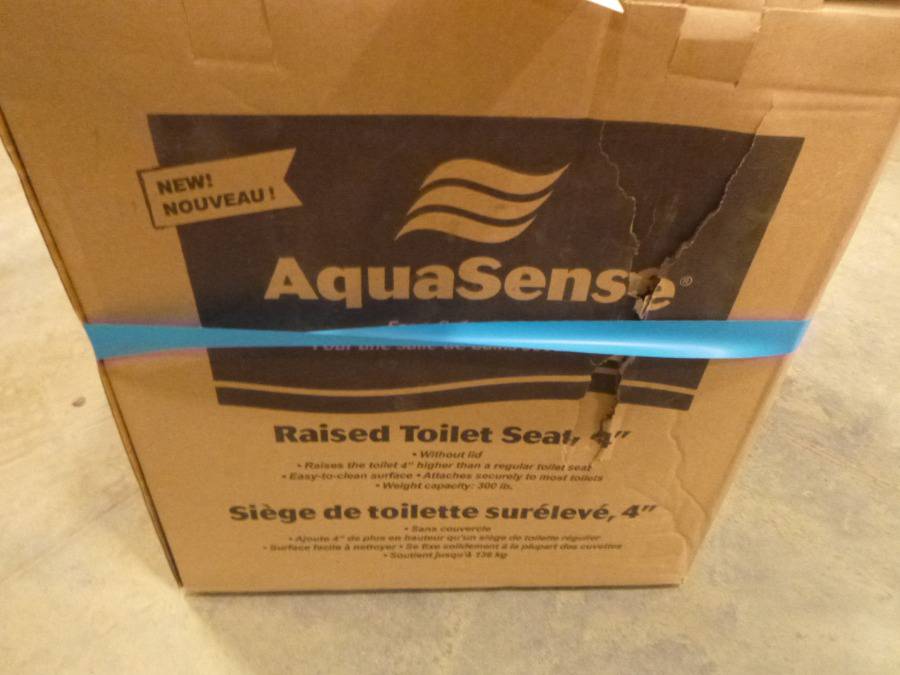 NEW!
NOUVEAU!
AquaSense®
Raised Toilet Seat, 4"
• Without lid
• Raises the toilet 4" higher than a regular toilet seat
• Easy-to-clean surface • Attaches securely to most toilets
• Weight capacity: 300 lb.
Siège de toilette surélevé, 4"
• Sans couvercle
• Ajoute 4" de plus en hauteur qu'un siège de toilette régulier
• Surface facile à nettoyer • Se fixe solidement à la plupart des cuvettes
• Soutient jusqu'à 136 kg